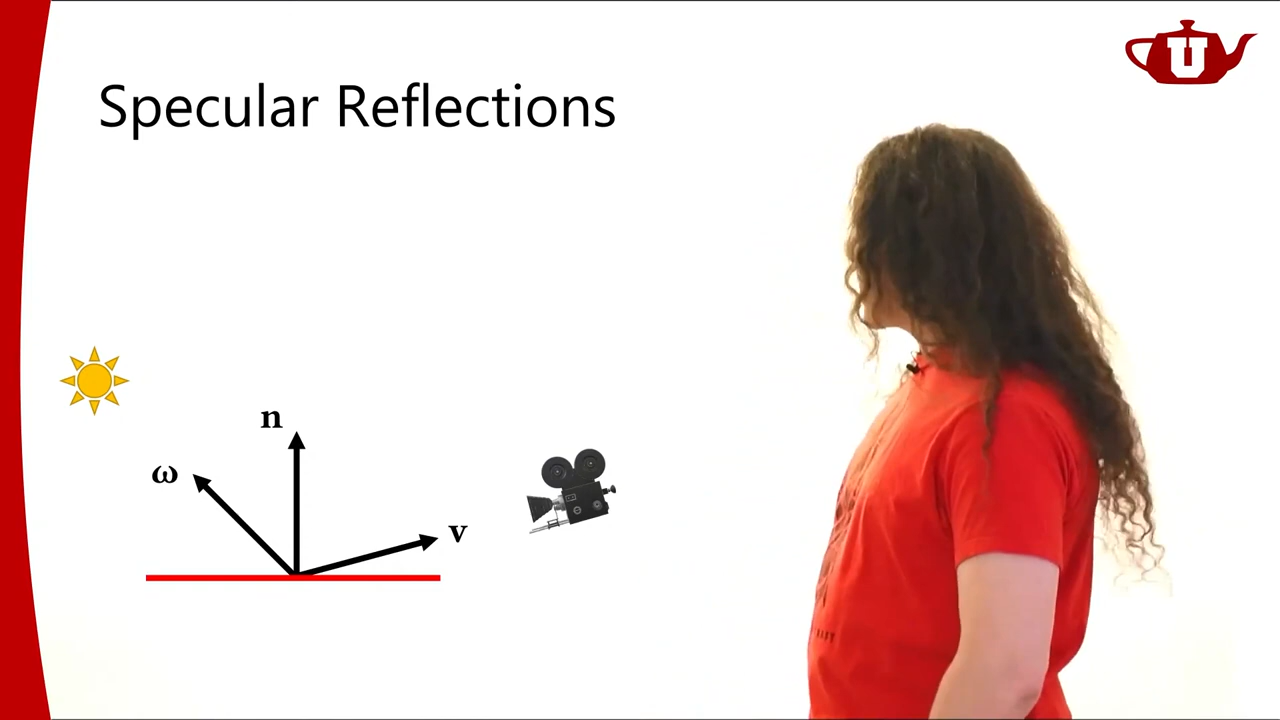 U
Specular Reflections
n
ω
v